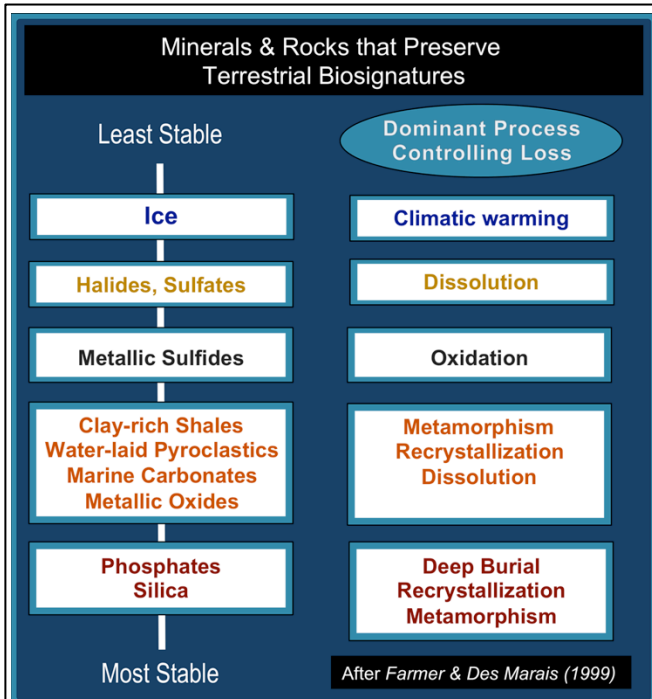 Minerals & Rocks that Preserve
Terrestrial Biosignatures
Least Stable
Dominant Process
Controlling Loss
Ice
Climatic warming
Halides, Sulfates
Dissolution
Metallic Sulfides
Oxidation
Clay-rich Shales
Water-laid Pyroclastics
Marine Carbonates
Metallic Oxides
Metamorphism
Recrystallization
Dissolution
Phosphates
Silica
Deep Burial
Recrystallization
Metamorphism
Most Stable
After Farmer & Des Marais (1999)